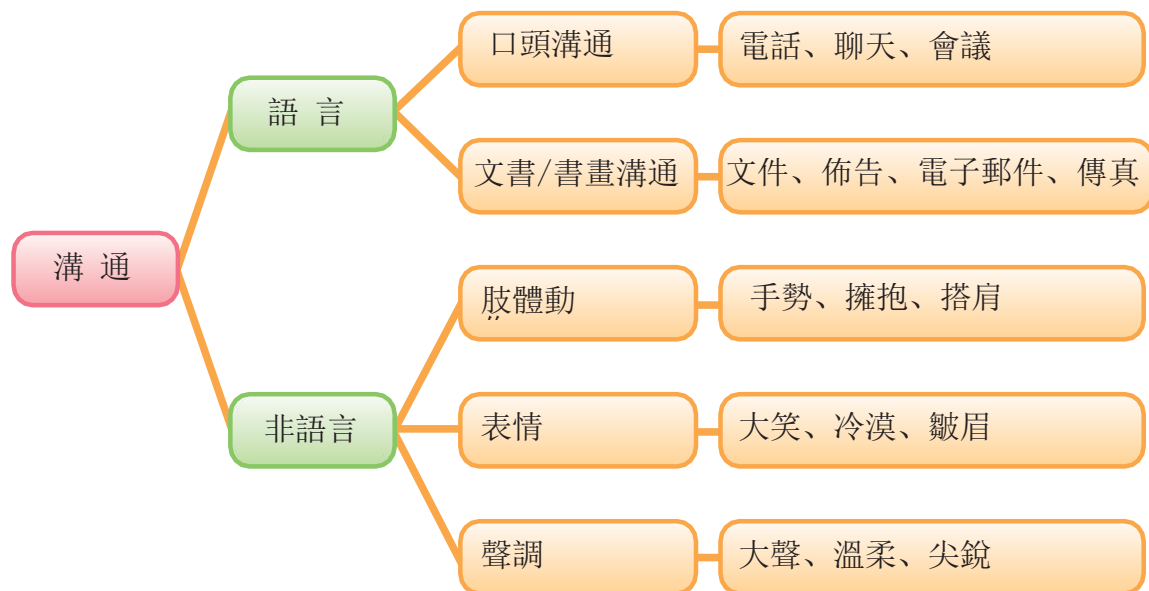 口頭溝通
電話、聊天、會議
語 言
文書/書畫溝通
文件、佈告、電子郵件、傳真
溝 通
肢體動
手勢、擁抱、搭肩
非語言
表情
大笑、冷漠、皺眉
聲調
大聲、溫柔、尖銳